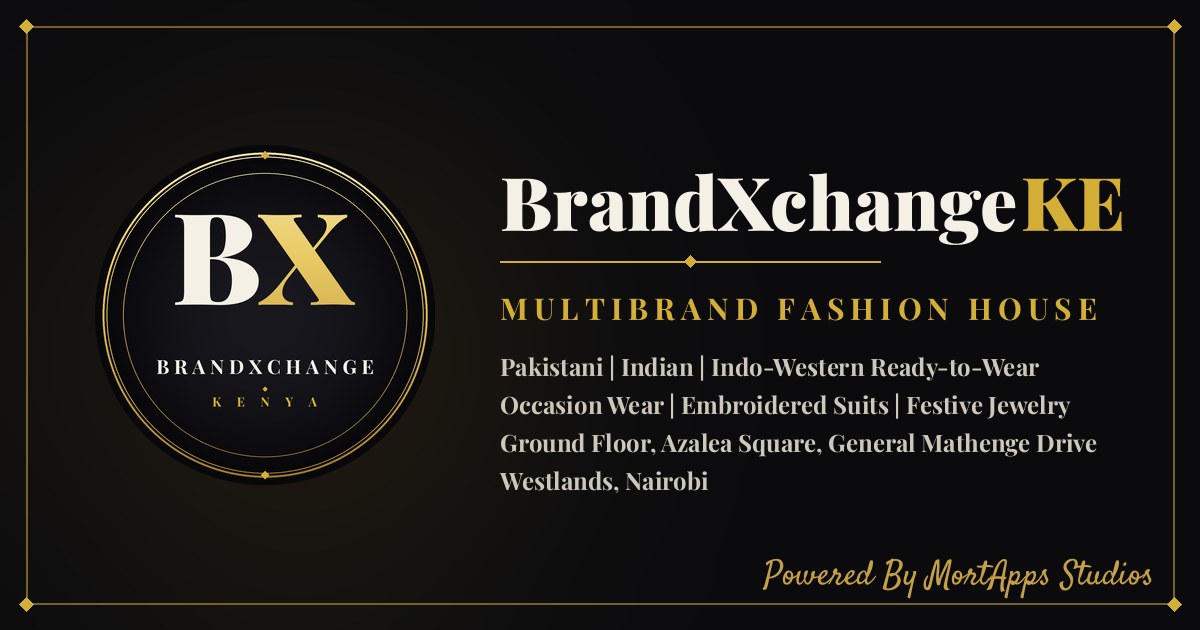 BX
BRANDXCHANGE
KENYA
BrandXchangeKE
MULTIBRAND FASHION HOUSE
Pakistani | Indian | Indo-Western Ready-to-Wear
Occasion Wear | Embroidered Suits | Festive Jewelry
Ground Floor, Azalea Square, General Mathenge Drive
Westlands, Nairobi
Powered By MortApps Studios